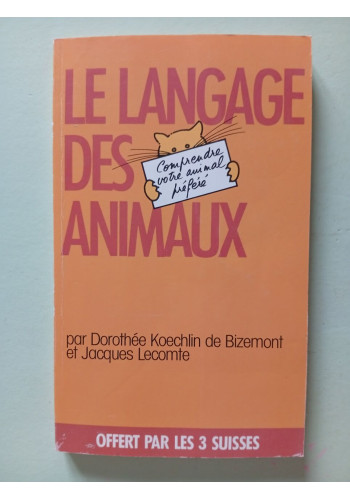 LE LANGAGE
DES
Comprendre
votre animal
préféré
ANIMAUX
par Dorothée Koechlin de Bizemont
et Jacques Lecomte
OFFERT PAR LES 3 SUISSES